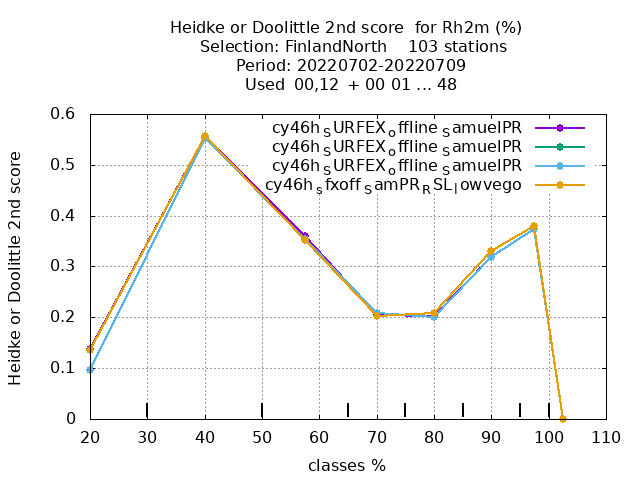 Heidke or Doolittle 2nd score  for Rh2m (%)
Selection: FinlandNorth    103 stations
Period: 20220702-20220709
Used  00,12  + 00 01 ... 48
0.6
0.5
0.4
0.3
0.2
0.1
0
Heidke or Doolittle 2nd score
cy46h_SURFEX_offline_SamuelPR
cy46h_SURFEX_offline_SamuelPR
cy46h_SURFEX_offline_SamuelPR
cy46h_sfxoff_SamPR_RSL_lowvego
20 30 40 50 60 70 80 90 100 110
classes %